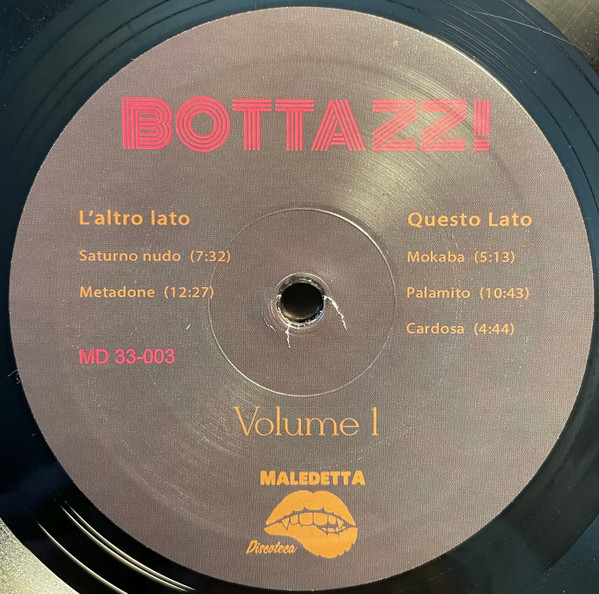 BOTTAZZ!
L'altro lato
Saturno nudo (7:32)
Metadone (12:27)
MD 33-003
Questo Lato
Mokaba (5:13)
Palamito (10:43)
Cardosa (4:44)
Volume 1
MALEDETTA
Discoteca